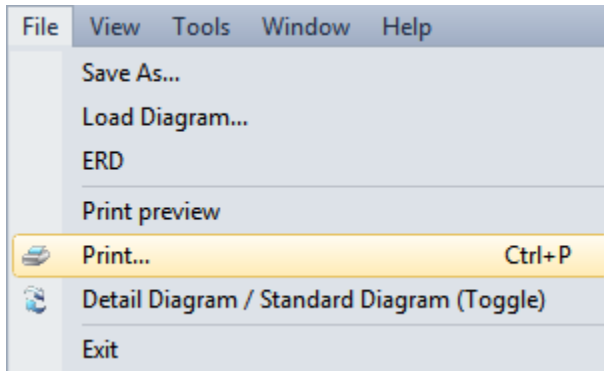 File View Tools Window Help
Save As...
Load Diagram...
ERD
Print preview
Print... Ctrl+P
Detail Diagram / Standard Diagram (Toggle)
Exit